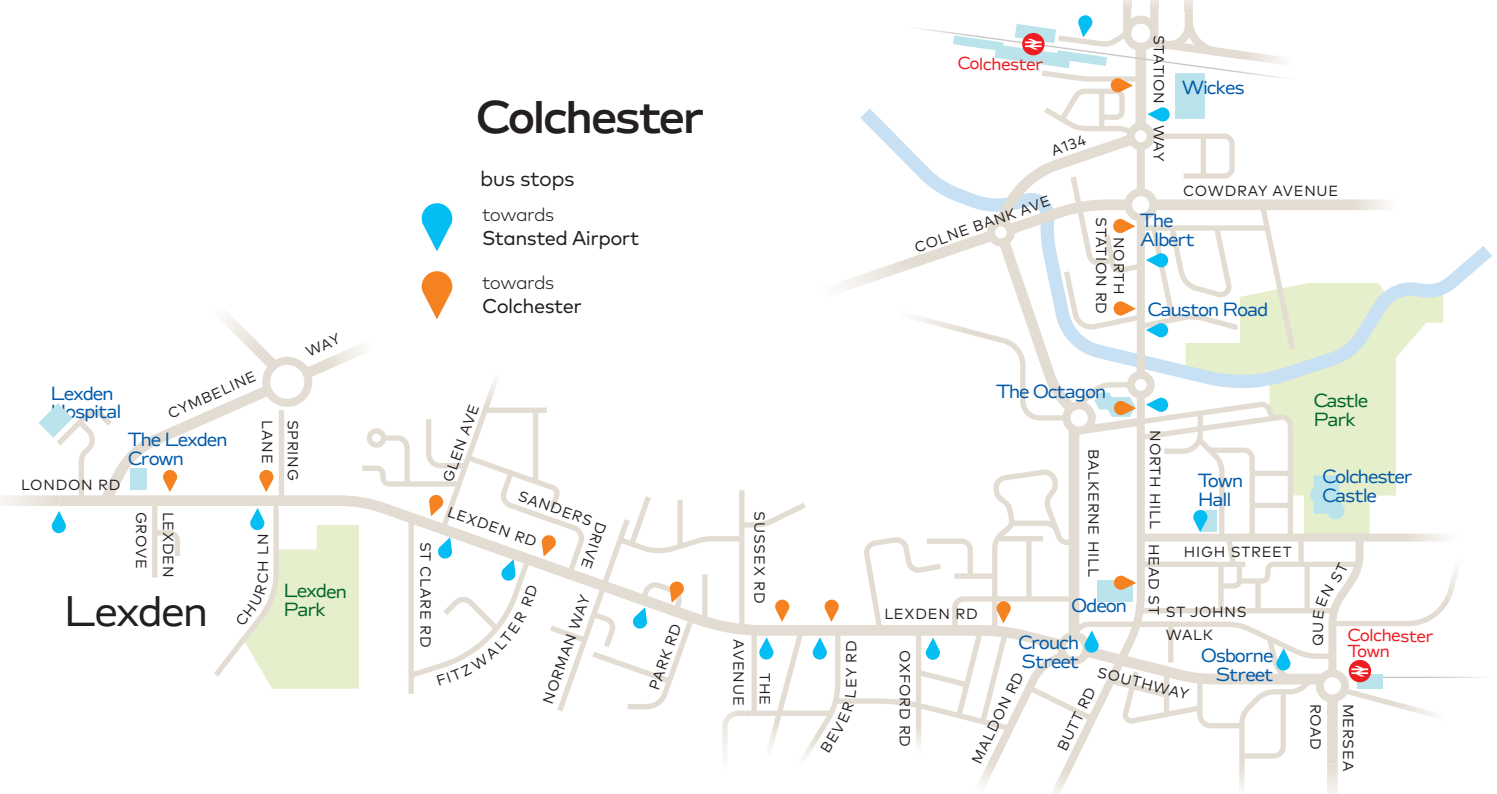 Colchester
bus stops
towards
Stansted Airport
towards
Colchester
Colchester
STATION
WAY
Wickes
A134
COWDRAY AVENUE
COLNE BANK AVE
The
Albert
NORTH
STATION RD
Causton Road
The Octagon
Castle
Park
Lexden
Hospital
CYMBELINE
WAY
The Lexden
Crown
SPRING
LANE
LONDON RD
LEXDEN
GROVE
CHURCH LN
Lexden
Lexden
Park
GLEN AVE
LEXDEN RD
SANDERS
DRIVE
ST CLARE RD
FITZWALTER RD
NORMAN WAY
PARK RD
SUSSEX RD
THE
AVENUE
BEVERLEY RD
LEXDEN RD
OXFORD RD
MALDON RD
BUTT RD
BALKERNE HILL
NORTH HILL
HEAD ST
Town
Hall
Colchester
Castle
HIGH STREET
Odeon
ST JOHNS
WALK
Crouch
Street
SOUTHWAY
Osborne
Street
QUEEN ST
Colchester
Town
MERSEA
ROAD